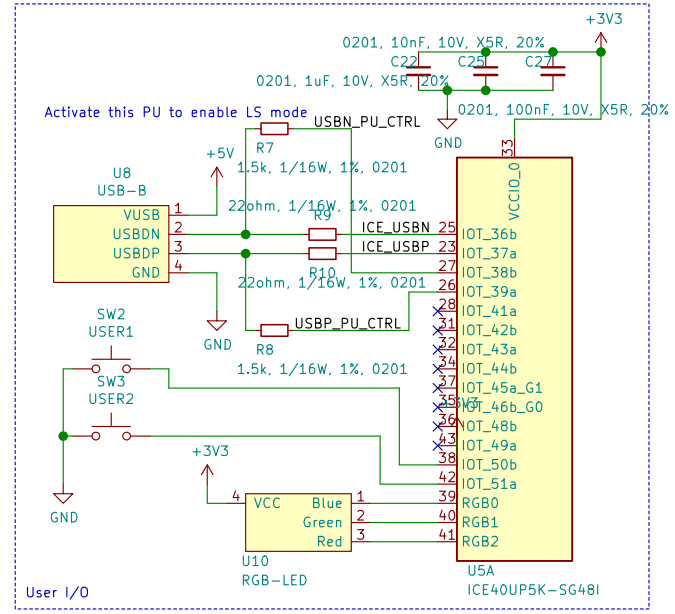 +3V3
0201, 10nF, 10V, X5R, 20%
C22
C25
C27
0201, 1uF, 10V, X5R, 20%
0201, 100nF, 10V, X5R, 20%
Activate this PU to enable LS mode
USBN_PU_CTRL
GND
R7
33
+5V
1.5k, 1/16W, 1%, 0201
VCCIO_0
U8
USB-B
VUSB 1
USBDN 2
USBDP 3
GND 4
22ohm, 1/16W, 1%, 0201
R9
ICE_USBN
25 IOT_36b
ICE_USBP
23 IOT_37a
R10
27 IOT_38b
22ohm, 1/16W, 1%, 0201
26 IOT_39a
28 IOT_41a
USBP_PU_CTRL
31 IOT_42b
GND
R8
32 IOT_43a
1.5k, 1/16W, 1%, 0201
34 IOT_44b
37 IOT_45a_G1
+3V3
35 IOT_46b_G0
36 IOT_48b
43 IOT_49a
38 IOT_50b
42 IOT_51a
39 RGB0
40 RGB1
41 RGB2
SW2
USER1
SW3
USER2
GND
+3V3
4 VCC
Blue 1
Green 2
Red 3
U10
RGB-LED
U5A
ICE40UP5K-SG48I
User I/O